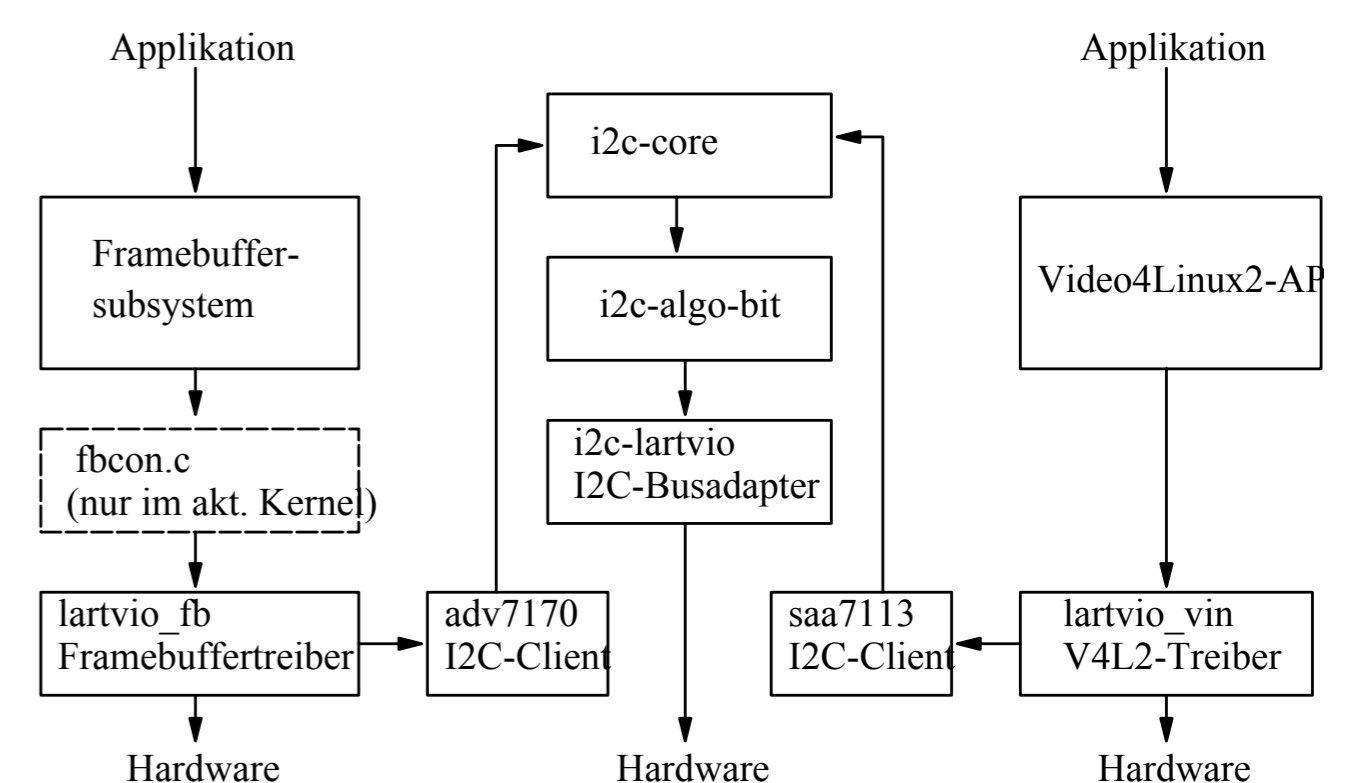 Applikation
Applikation
i2c-core
Framebuffer-
subsystem
i2c-algo-bit
Video4Linux2-AP
fbcon.c
(nur im akt. Kernel)
i2c-lartvio
I2C-Busadapter
lartvio_fb
Framebuffertreiber
adv7170
I2C-Client
saa7113
I2C-Client
lartvio_vin
V4L2-Treiber
Hardware
Hardware
Hardware